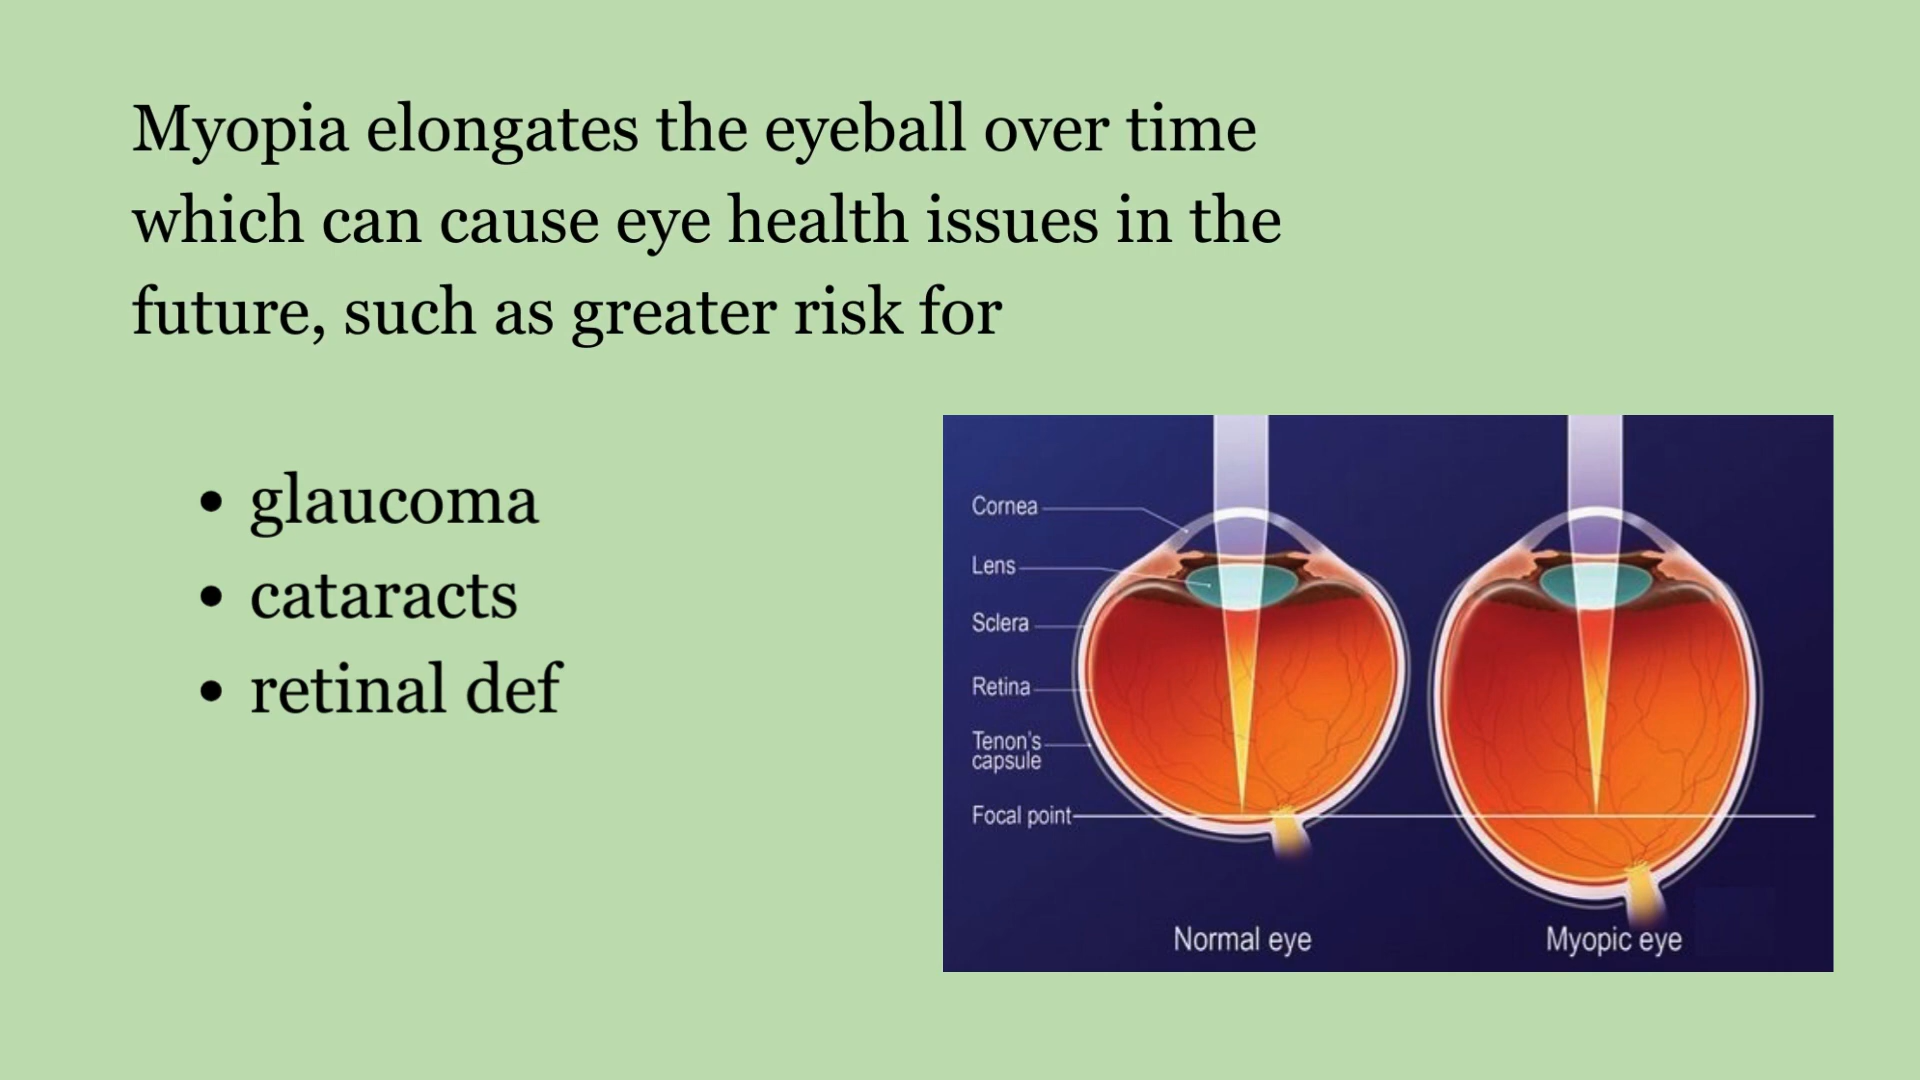 Myopia elongates the eyeball over time
which can cause eye health issues in the
future, such as greater risk for
• glaucoma
• cataracts
• retinal def
Cornea
Lens
Sclera
Retina
Tenon's
capsule
Focal point
Normal eye
Myopic eye